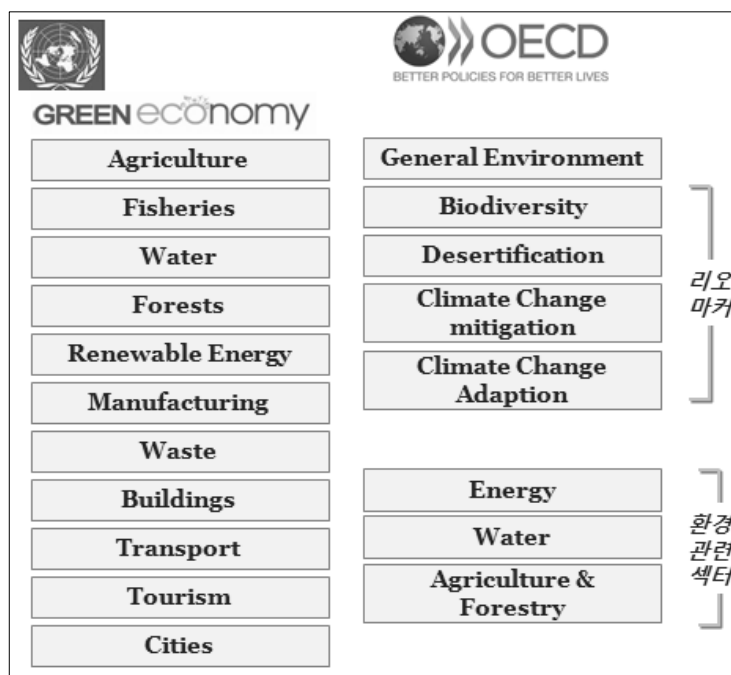 GREEN economy
Agriculture
Fisheries
Water
Forests
Renewable Energy
Manufacturing
Waste
Buildings
Transport
Tourism
Cities
OECD
BETTER POLICIES FOR BETTER LIVES
General Environment
Biodiversity
Desertification
Climate Change
mitigation
Climate Change
Adaption
리오
마커
Energy
Water
Agriculture &
Forestry
환경
관련
섹터